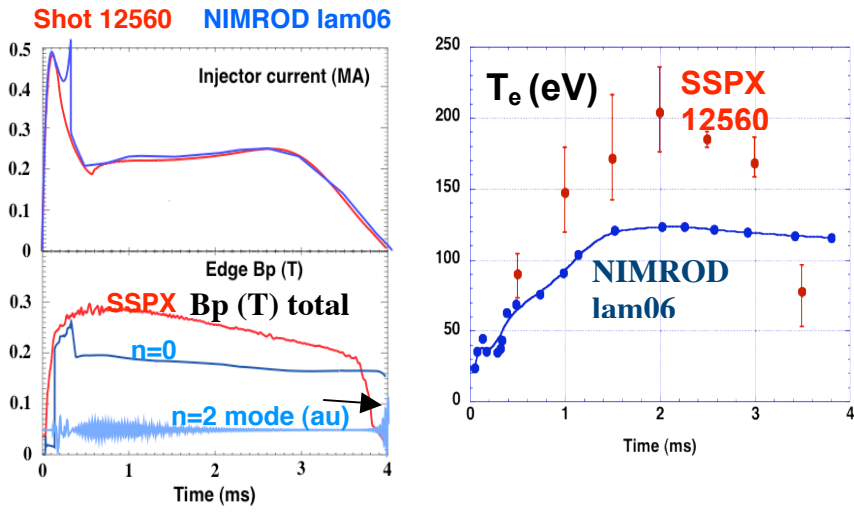 Shot 12560 NIMROD lam06
0.5
0.4
0.3
0.2
0.1
0
Injector current (MA)
Edge Bp (T)
0.3
0.2
0.1
0
SSPX Bp (T) total
n=0
n=2 mode (au)
0 1 2 3 4
Time (ms)
250
200
150
100
50
0
Te (eV)
SSPX
12560
NIMROD
lam06
0 1 2 3 4
Time (ms)